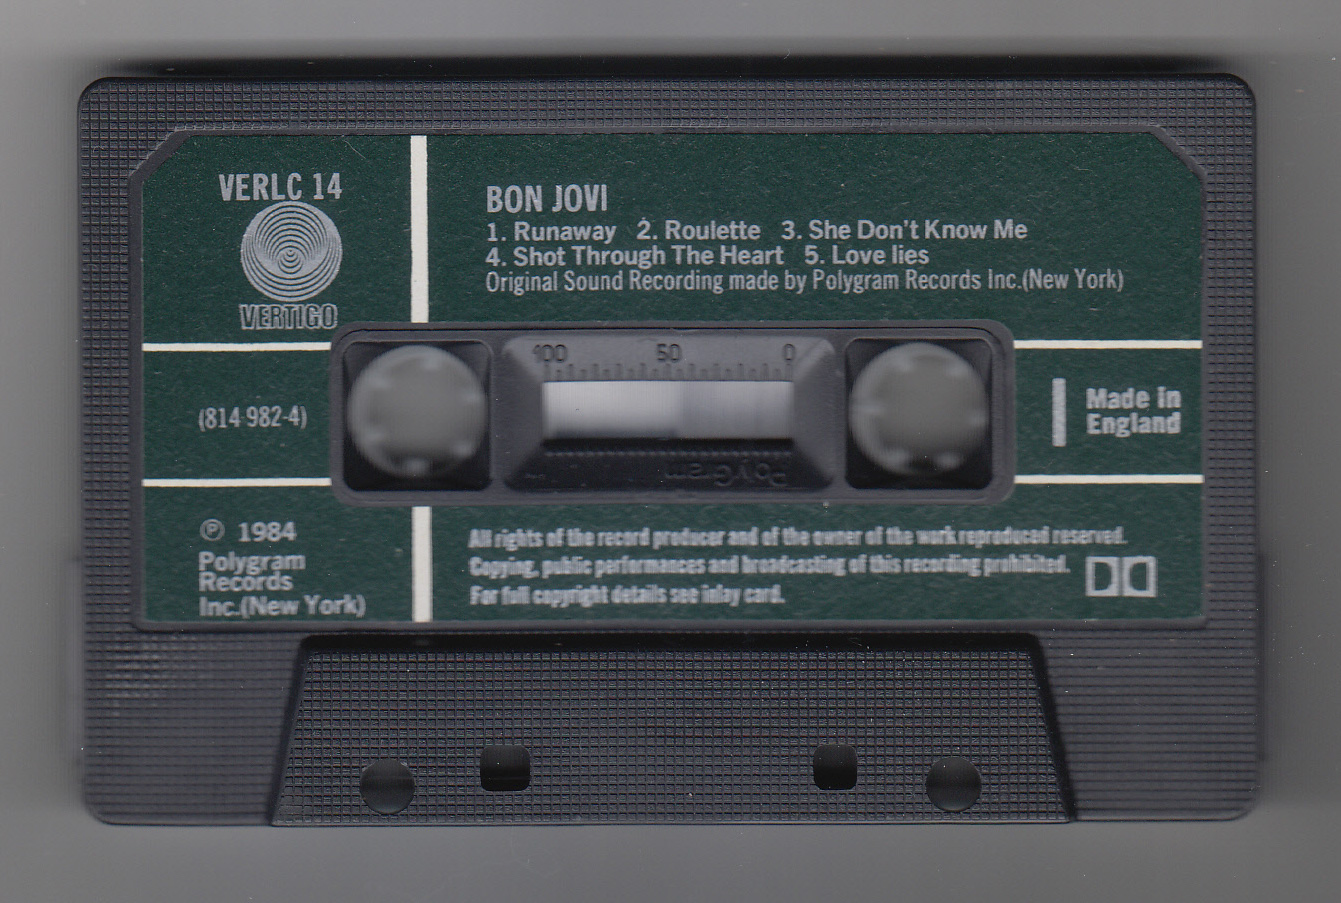 VERLC 14
VERTIGO
BON JOVI
1. Runaway 2. Roulette 3. She Don't Know Me
4. Shot Through The Heart 5. Love lies
Original Sound Recording made by Polygram Records Inc.(New York)
100 50 0
(814 982-4)
PolyGram
Made in
England
Ⓟ 1984
Polygram
Records
Inc.(New York)
All rights of the record producer and of the owner of the work reproduced reserved.
Copying, public performances and broadcasting of this recording prohibited.
For full copyright details see inlay card.